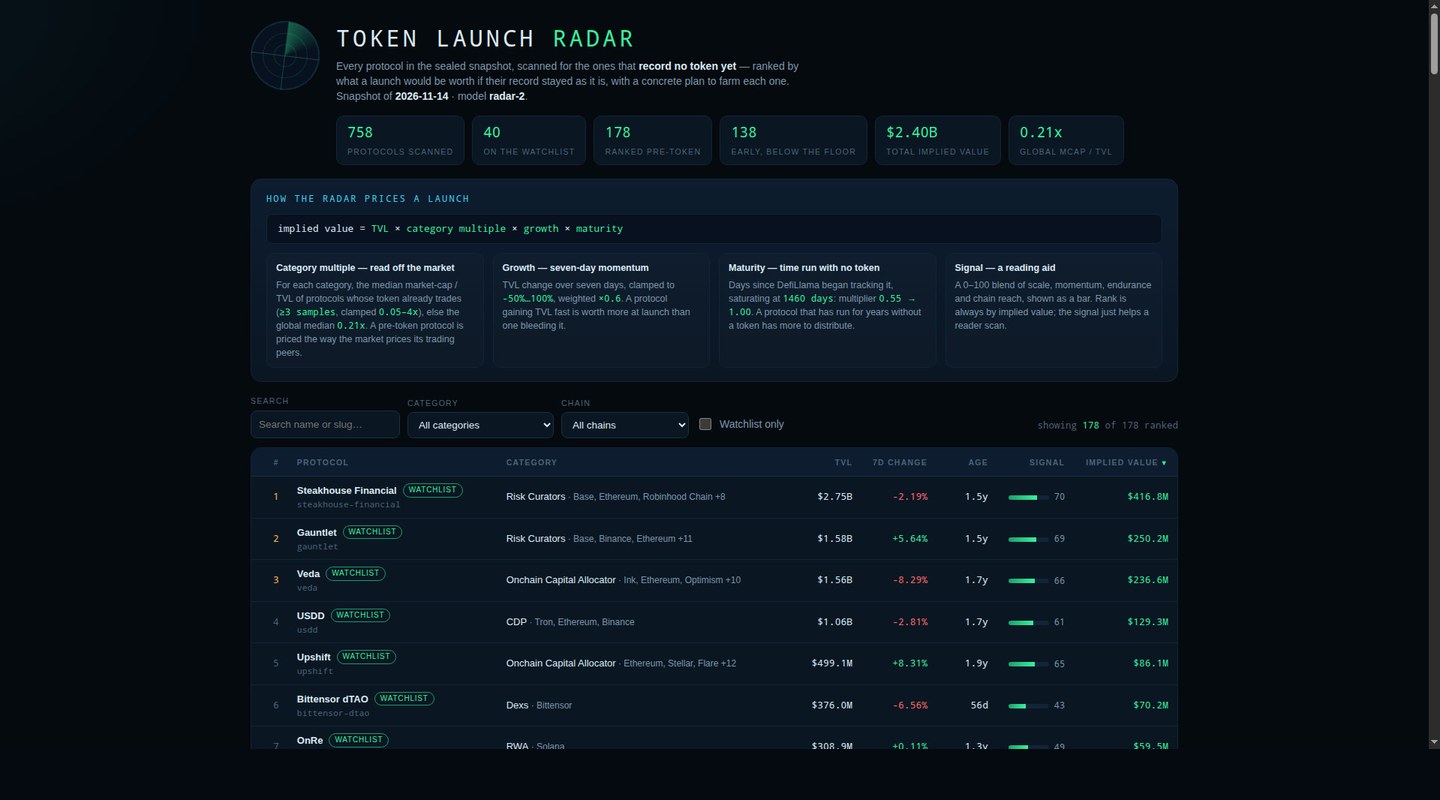 TOKEN LAUNCH RADAR
Every protocol in the sealed snapshot, scanned for the ones that record no token yet — ranked by
what a launch would be worth if their record stayed as it is, with a concrete plan to farm each one.
Snapshot of 2026-11-14 · model radar-2.
758
PROTOCOLS SCANNED
40
ON THE WATCHLIST
178
RANKED PRE-TOKEN
138
EARLY, BELOW THE FLOOR
$2.40B
TOTAL IMPLIED VALUE
0.21x
GLOBAL MCAP / TVL
HOW THE RADAR PRICES A LAUNCH
implied value = TVL × category multiple × growth × maturity
Category multiple — read off the market
For each category, the median market-cap /
TVL of protocols whose token already trades
(≥3 samples, clamped 0.05–4x), else the
global median 0.21x. A pre-token protocol is
priced the way the market prices its trading
peers.
Growth — seven-day momentum
TVL change over seven days, clamped to
-50%…100%, weighted ×0.6. A protocol
gaining TVL fast is worth more at launch than
one bleeding it.
Maturity — time run with no token
Days since DefiLlama began tracking it,
saturating at 1460 days: multiplier 0.55 →
1.00. A protocol that has run for years without
a token has more to distribute.
Signal — a reading aid
A 0–100 blend of scale, momentum, endurance
and chain reach, shown as a bar. Rank is
always by implied value; the signal just helps a
reader scan.
SEARCH
Search name or slug…
CATEGORY
All categories
CHAIN
All chains
Watchlist only
showing 178 of 178 ranked
# PROTOCOL CATEGORY TVL 7D CHANGE AGE SIGNAL IMPLIED VALUE ▼
1 Steakhouse Financial WATCHLIST Risk Curators · Base, Ethereum, Robinhood Chain +8 $2.75B -2.19% 1.5y 70 $416.8M
steakhouse-financial
2 Gauntlet WATCHLIST Risk Curators · Base, Binance, Ethereum +11 $1.58B +5.64% 1.5y 69 $250.2M
gauntlet
3 Veda WATCHLIST Onchain Capital Allocator · Ink, Ethereum, Optimism +10 $1.56B -8.29% 1.7y 66 $236.6M
veda
4 USDD WATCHLIST CDP · Tron, Ethereum, Binance $1.06B -2.81% 1.7y 61 $129.3M
usdd
5 Upshift WATCHLIST Onchain Capital Allocator · Ethereum, Stellar, Flare +12 $499.1M +8.31% 1.9y 65 $86.1M
upshift
6 Bittensor dTAO WATCHLIST Dexs · Bittensor $376.0M -6.56% 56d 43 $70.2M
bittensor-dtao
7 OnRe WATCHLIST RWA · Solana $308.9M +0.11% 1.3y 49 $59.5M